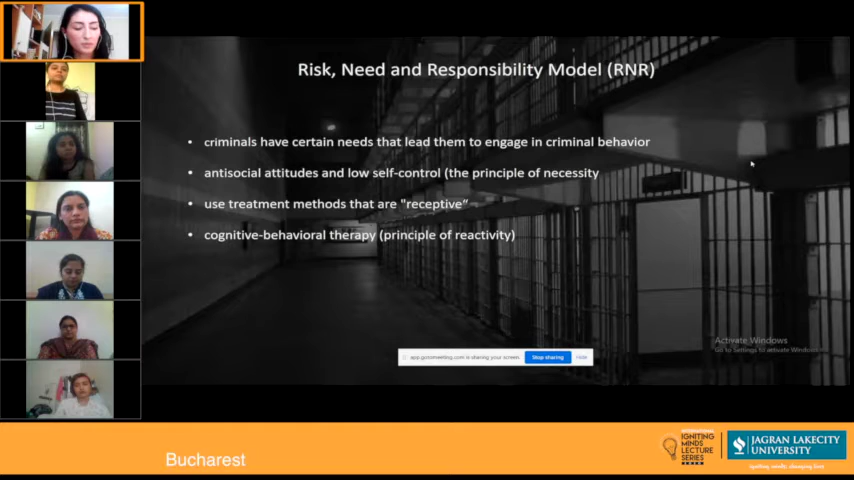 Risk, Need and Responsibility Model (RNR)
• criminals have certain needs that lead them to engage in criminal behavior
• antisocial attitudes and low self-control (the principle of necessity
• use treatment methods that are "receptive“
• cognitive-behavioral therapy (principle of reactivity)
Activate Windows
Go to Settings to activate Windows
app.gotomeeting.com is sharing your screen. Stop sharing Hide
Bucharest
INTERNATIONAL
IGNITING
MINDS
LECTURE
SERIES
JAGRAN LAKECITY
UNIVERSITY